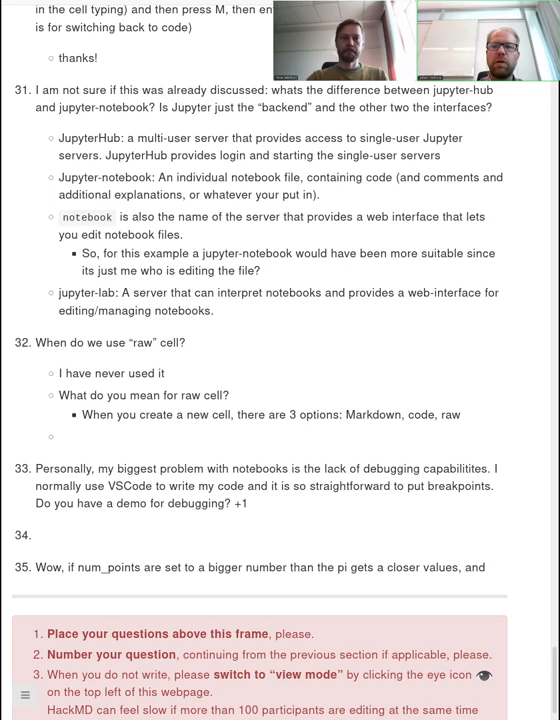 in the cell typing) and then press M, then en
is for switching back to code)
thanks!
31. I am not sure if this was already discussed: whats the difference between jupyter-hub
and jupyter-notebook? Is Jupyter just the “backend” and the other two the interfaces?
JupyterHub: a multi-user server that provides access to single-user Jupyter
servers. JupyterHub provides login and starting the single-user servers
Jupyter-notebook: An individual notebook file, containing code (and comments and
additional explanations, or whatever your put in).
notebook is also the name of the server that provides a web interface that lets
you edit notebook files.
So, for this example a jupyter-notebook would have been more suitable since
its just me who is editing the file?
jupyter-lab: A server that can interpret notebooks and provides a web-interface for
editing/managing notebooks.
32. When do we use “raw” cell?
I have never used it
What do you mean for raw cell?
When you create a new cell, there are 3 options: Markdown, code, raw
33. Personally, my biggest problem with notebooks is the lack of debugging capabilitites. I
normally use VSCode to write my code and it is so straightforward to put breakpoints.
Do you have a demo for debugging? +1
34.
35. Wow, if num_points are set to a bigger number than the pi gets a closer values, and
1. Place your questions above this frame, please.
2. Number your question, continuing from the previous section if applicable, please.
3. When you do not write, please switch to “view mode” by clicking the eye icon
on the top left of this webpage.
HackMD can feel slow if more than 100 participants are editing at the same time